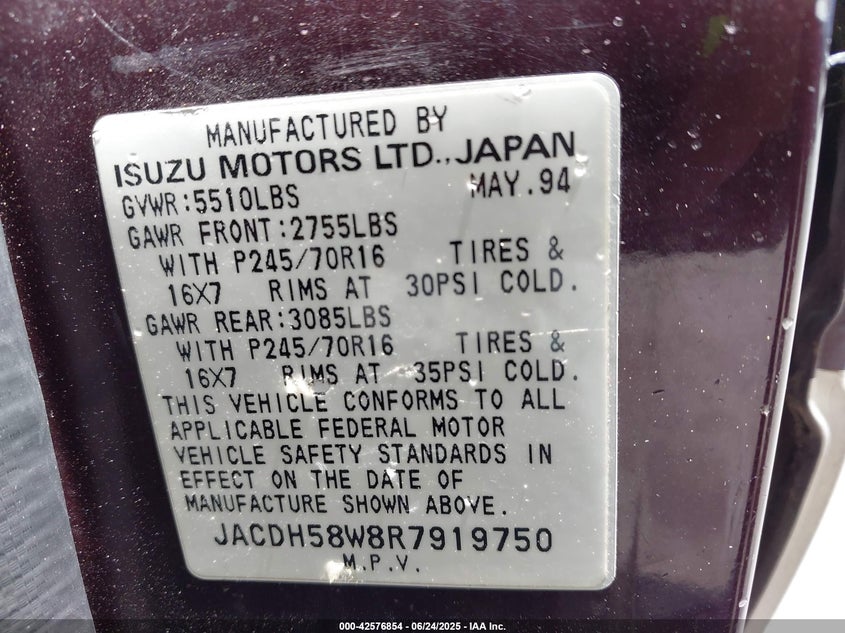 MANUFACTURED BY
ISUZU MOTORS LTD., JAPAN
GVWR:5510LBS MAY.94
GAWR FRONT:2755LBS
WITH P245/70R16 TIRES &
16X7 RIMS AT 30PSI COLD.
GAWR REAR:3085LBS
WITH P245/70R16 TIRES &
16X7 RIMS AT 35PSI COLD.
THIS VEHICLE CONFORMS TO ALL
APPLICABLE FEDERAL MOTOR
VEHICLE SAFETY STANDARDS IN
EFFECT ON THE DATE OF
MANUFACTURE SHOWN ABOVE.
JACDH58W8R7919750
M.P.V.
000-42576854 | 06/24/2025 - IAA Inc.